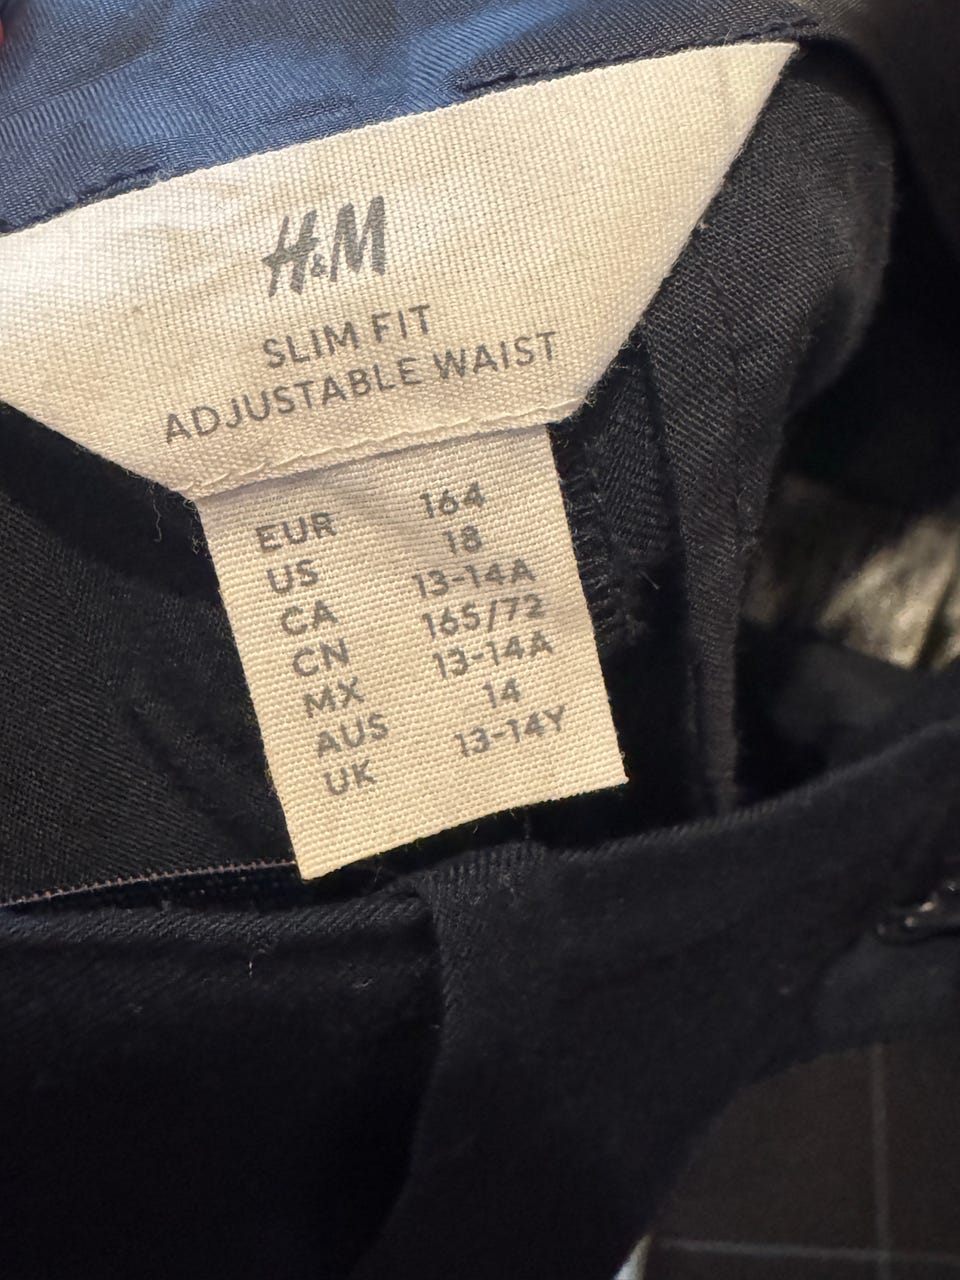 H&M
SLIM FIT
ADJUSTABLE WAIST
EUR 164
US 18
CA 13-14A
CN 165/72
MX 13-14A
AUS 14
UK 13-14Y